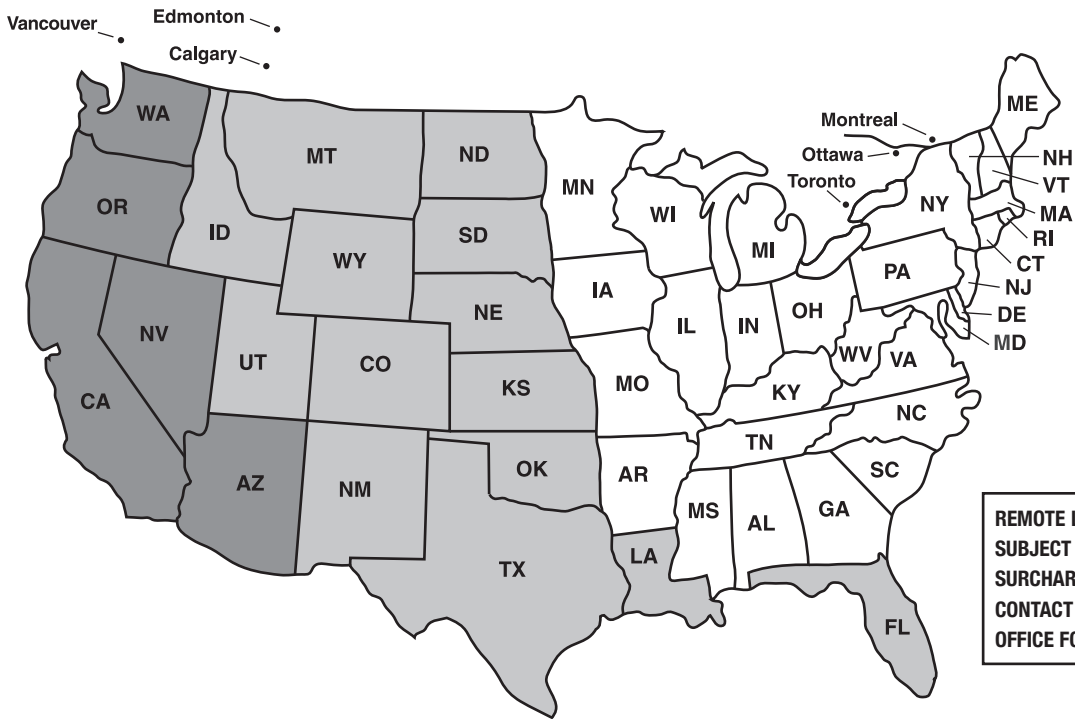 Vancouver
Edmonton
Calgary
WA
MT
ND
MN
ME
Montreal
Ottawa
Toronto
NH
VT
MA
RI
CT
NJ
DE
MD
OR
ID
WY
SD
WI
MI
NY
NV
UT
CO
NE
IA
IL
IN
OH
PA
CA
KS
MO
KY
WV
VA
AZ
NM
OK
AR
TN
NC
SC
TX
LA
MS
AL
GA
FL
REMOTE
SUBJECT
SURCHAR
CONTACT
OFFICE FO